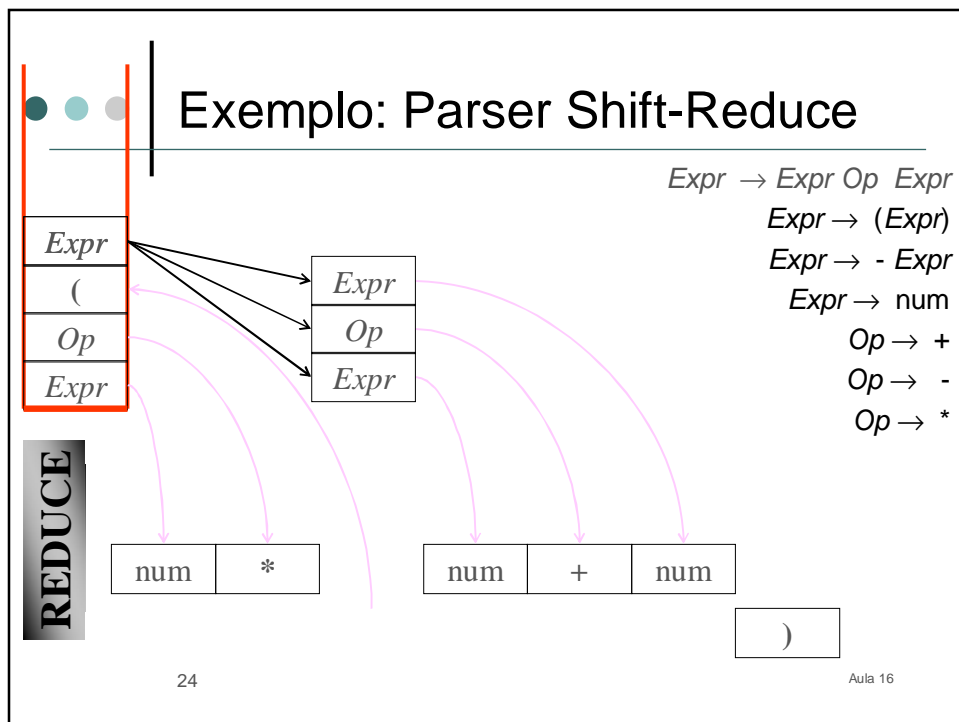 Exemplo: Parser Shift-Reduce
Expr → Expr Op Expr
Expr → (Expr)
Expr → - Expr
Expr → num
Op → +
Op → -
Op → *
Expr
(
Op
Expr
Expr
Op
Expr
REDUCE
num *
num + num
)
24
Aula 16